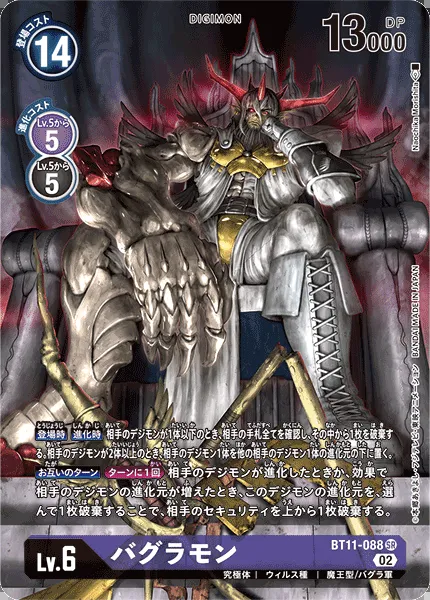 DIGIMON
登場コスト
14
DP
13000
進化コスト
Lv.5から
5
Lv.5から
5
Naochika Morishita
BANDAI MADE IN JAPAN
登場時 進化時 相手のデジモンが1体以下のとき、相手の手札全てを確認し、その中から1枚を破棄す
る。相手のデジモンが2体以上のとき、相手のデジモン1体を他の相手のデジモン1体の進化元の下に置く。
お互いのターン ターンに1回 相手のデジモンが進化したときか、効果で
相手のデジモンの進化元が増えたとき、このデジモンの進化元を、選
んで1枚破棄することで、相手のセキュリティを上から1枚破棄する。
BT11-088 SR
02
Lv.6
バグラモン
究極体 | ウィルス種 | 魔王型/バグラ軍